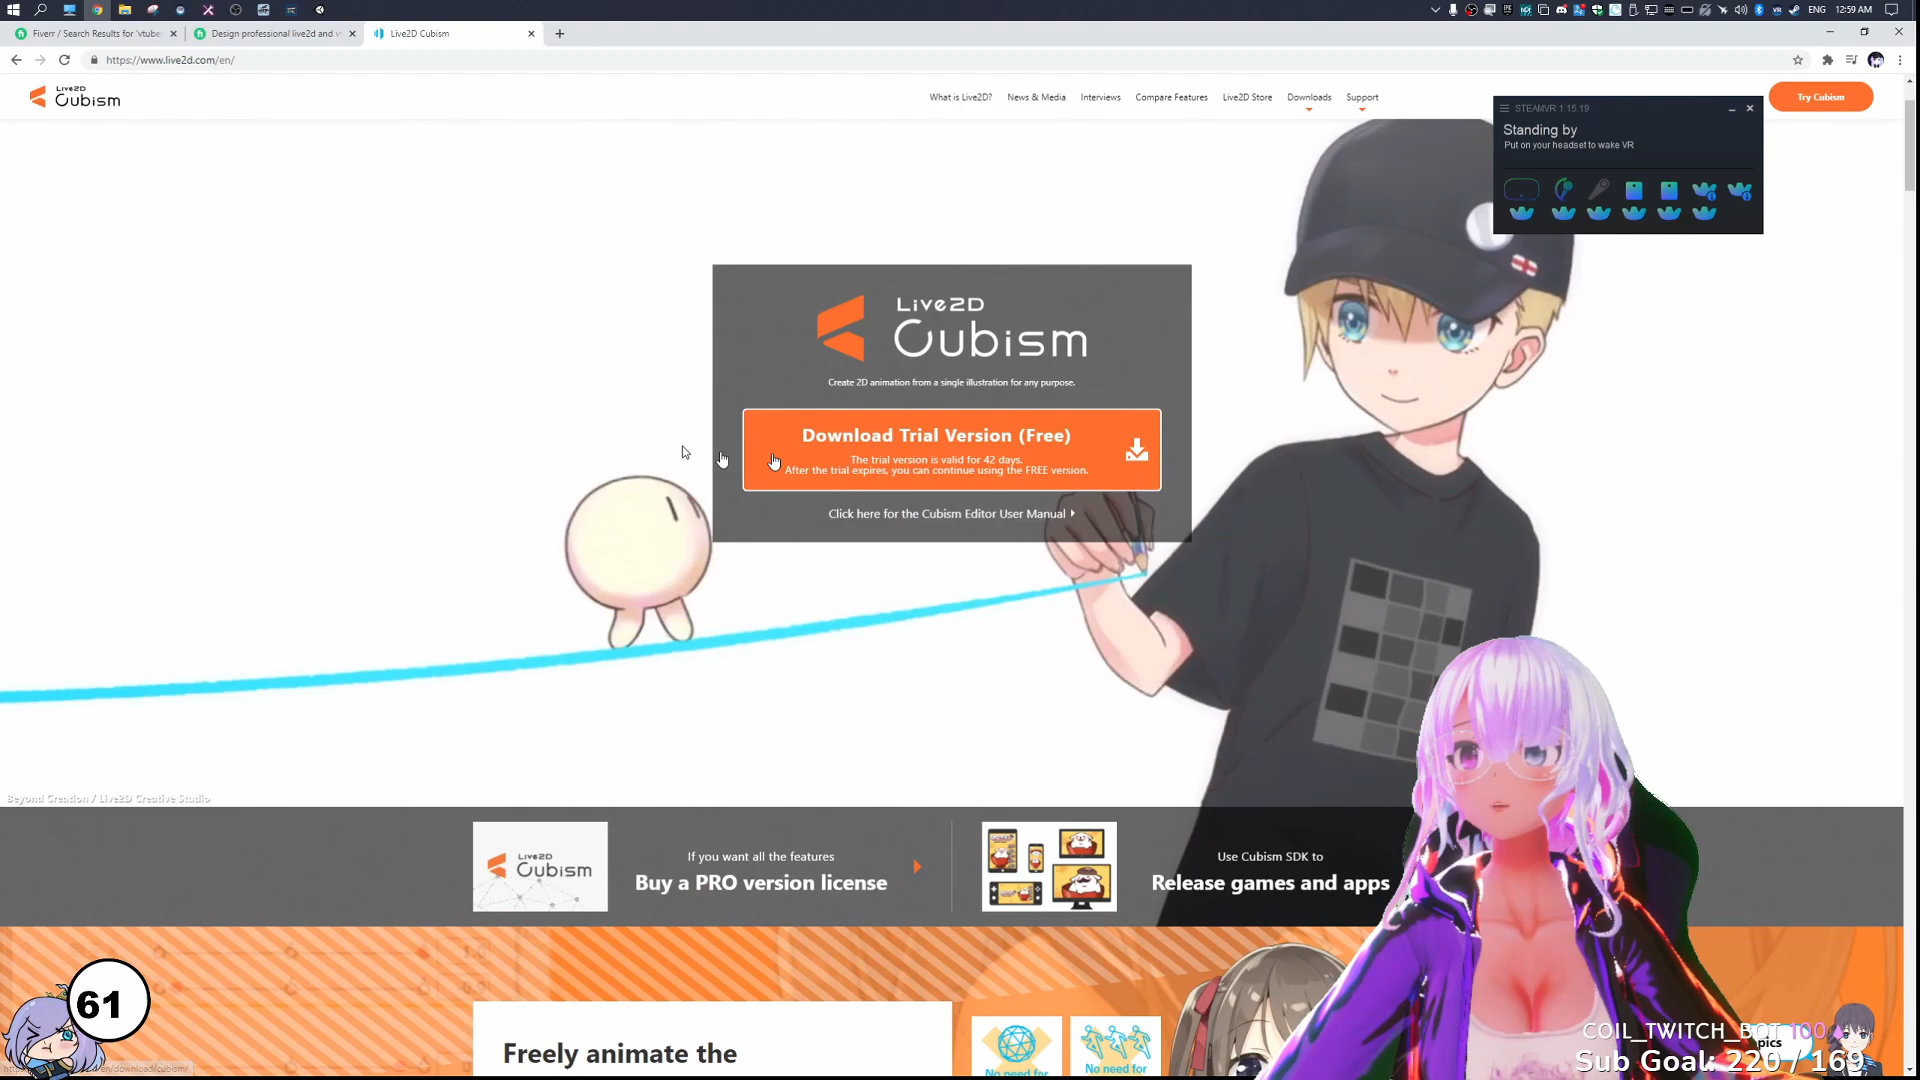 ENG
12:59 AM
Fiverr / Search Results for 'vtuber
Design professional live2d and v
Live2D Cubism
https://www.live2d.com/en/
Live2D
Cubism
What is Live2D?
News & Media
Interviews
Compare Features
Live2D Store
Downloads
Support
Try Cubism
STEAMVR 1.15.19
Standing by
Put on your headset to wake VR
Live2D
Cubism
Create 2D animation from a single illustration for any purpose.
Download Trial Version (Free)
The trial version is valid for 42 days.
After the trial expires, you can continue using the FREE version.
Click here for the Cubism Editor User Manual
Beyond Creation / Live2D Creative Studio
Live2D
Cubism
If you want all the features
Buy a PRO version license
Use Cubism SDK to
Release games and apps
61
Freely animate the
No need for
No need for
COIL_TWITCH_BOT 100
pics
Sub Goal: 220 / 169